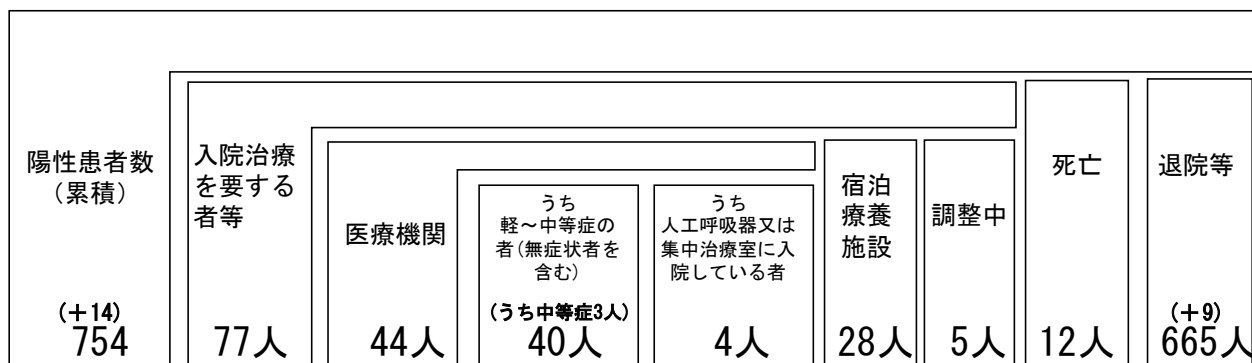 陽性患者数
(累積)
(+14)
754
入院治療
を要する
者等
77人
医療機関
44人
うち
軽～中等症の
者(無症状者を
含む)
(うち中等症3人)
40人
うち
人工呼吸器又は
集中治療室に入
院している者
4人
宿泊
療養
施設
28人
調整中
5人
死亡
12人
退院等
(+9)
665人